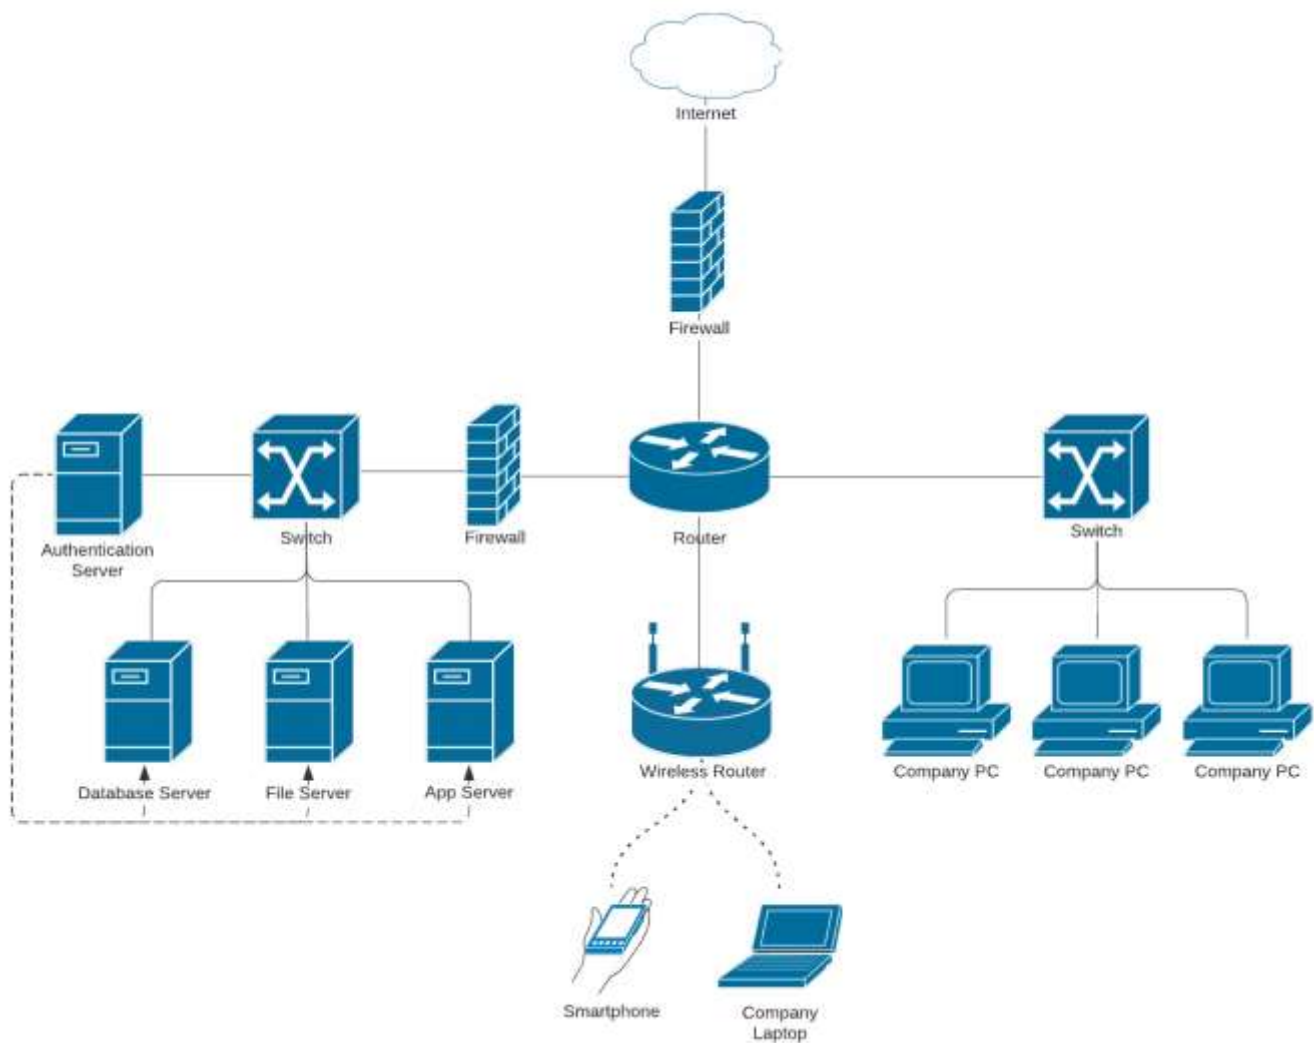 Internet
Firewall
Authentication
Server
Switch
Firewall
Router
Switch
Database Server
File Server
App Server
Wireless Router
Company PC
Company PC
Company PC
Smartphone
Company
Laptop